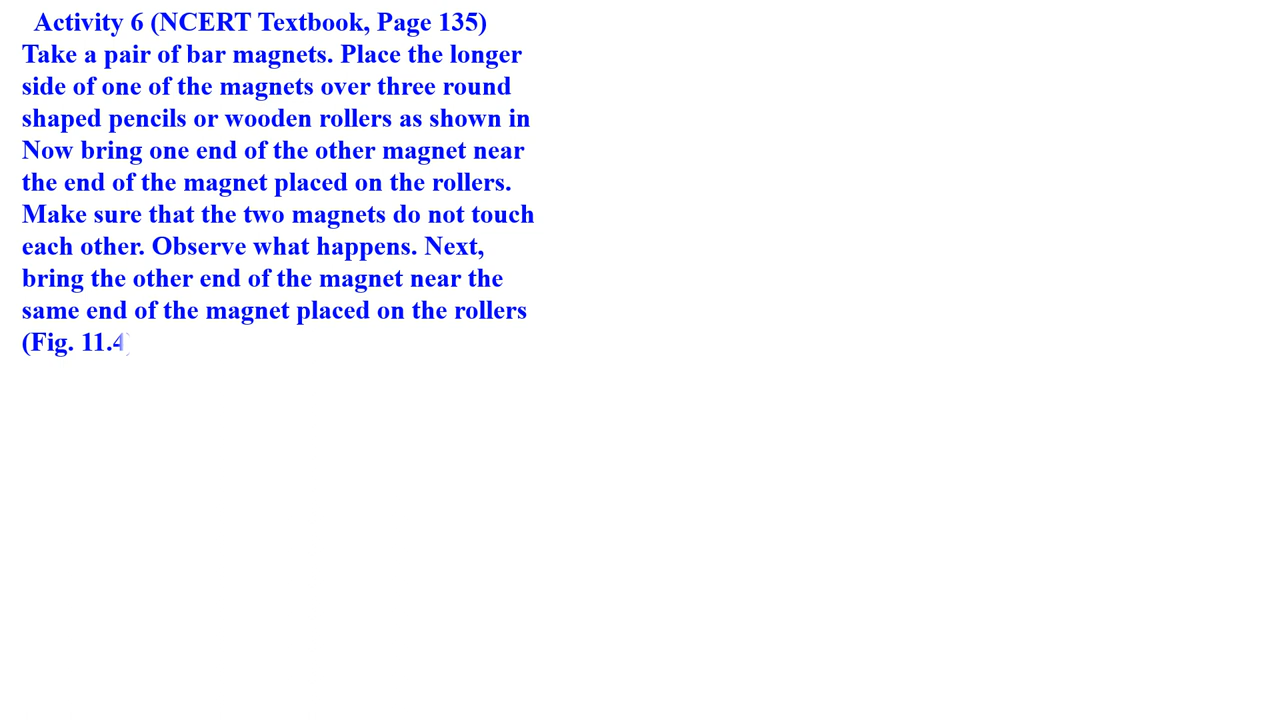 Activity 6 (NCERT Textbook, Page 135)
Take a pair of bar magnets. Place the longer
side of one of the magnets over three round
shaped pencils or wooden rollers as shown in
Now bring one end of the other magnet near
the end of the magnet placed on the rollers.
Make sure that the two magnets do not touch
each other. Observe what happens. Next,
bring the other end of the magnet near the
same end of the magnet placed on the rollers
(Fig. 11.4)